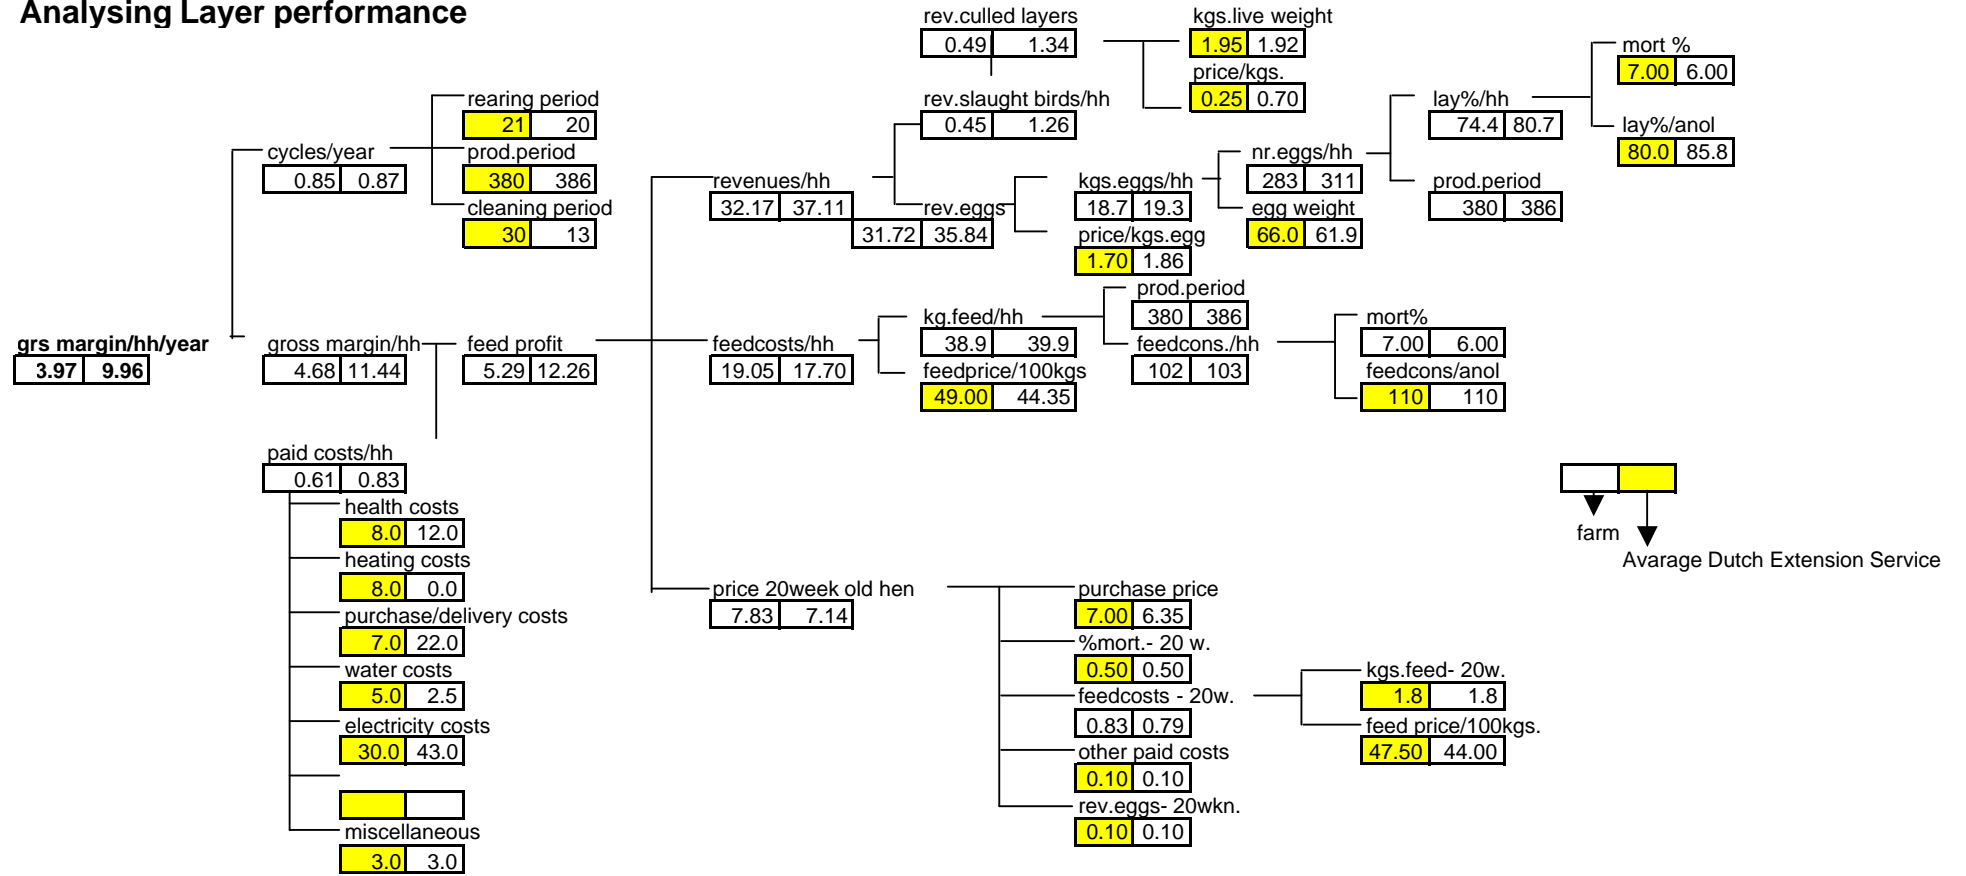 Analysing Layer performance
rev.culled layers
0.49 1.34
kgs.live weight
1.95 1.92
price/kgs.
0.25 0.70
mort %
7.00 6.00
rearing period
21 20
rev.slaught birds/hh
0.45 1.26
lay%/hh
74.4 80.7
lay%/anol
80.0 85.8
cycles/year
0.85 0.87
prod.period
380 386
cleaning period
30 13
revenues/hh
32.17 37.11
rev.eggs
31.72 35.84
kgs.eggs/hh
18.7 19.3
price/kgs.egg
1.70 1.86
nr.eggs/hh
283 311
egg weight
66.0 61.9
prod.period
380 386
grs margin/hh/year
3.97 9.96
gross margin/hh
4.68 11.44
feed profit
5.29 12.26
feedcosts/hh
19.05 17.70
kg.feed/hh
38.9 39.9
feedprice/100kgs
49.00 44.35
prod.period
380 386
feedcons./hh
102 103
mort%
7.00 6.00
feedcons/anol
110 110
paid costs/hh
0.61 0.83
health costs
8.0 12.0
heating costs
8.0 0.0
purchase/delivery costs
7.0 22.0
water costs
5.0 2.5
electricity costs
30.0 43.0
miscellaneous
3.0 3.0
price 20week old hen
7.83 7.14
purchase price
7.00 6.35
%mort.- 20 w.
0.50 0.50
feedcosts - 20w.
0.83 0.79
other paid costs
0.10 0.10
rev.eggs- 20wkn.
0.10 0.10
kgs.feed- 20w.
1.8 1.8
feed price/100kgs.
47.50 44.00
farm
Avarage Dutch Extension Service